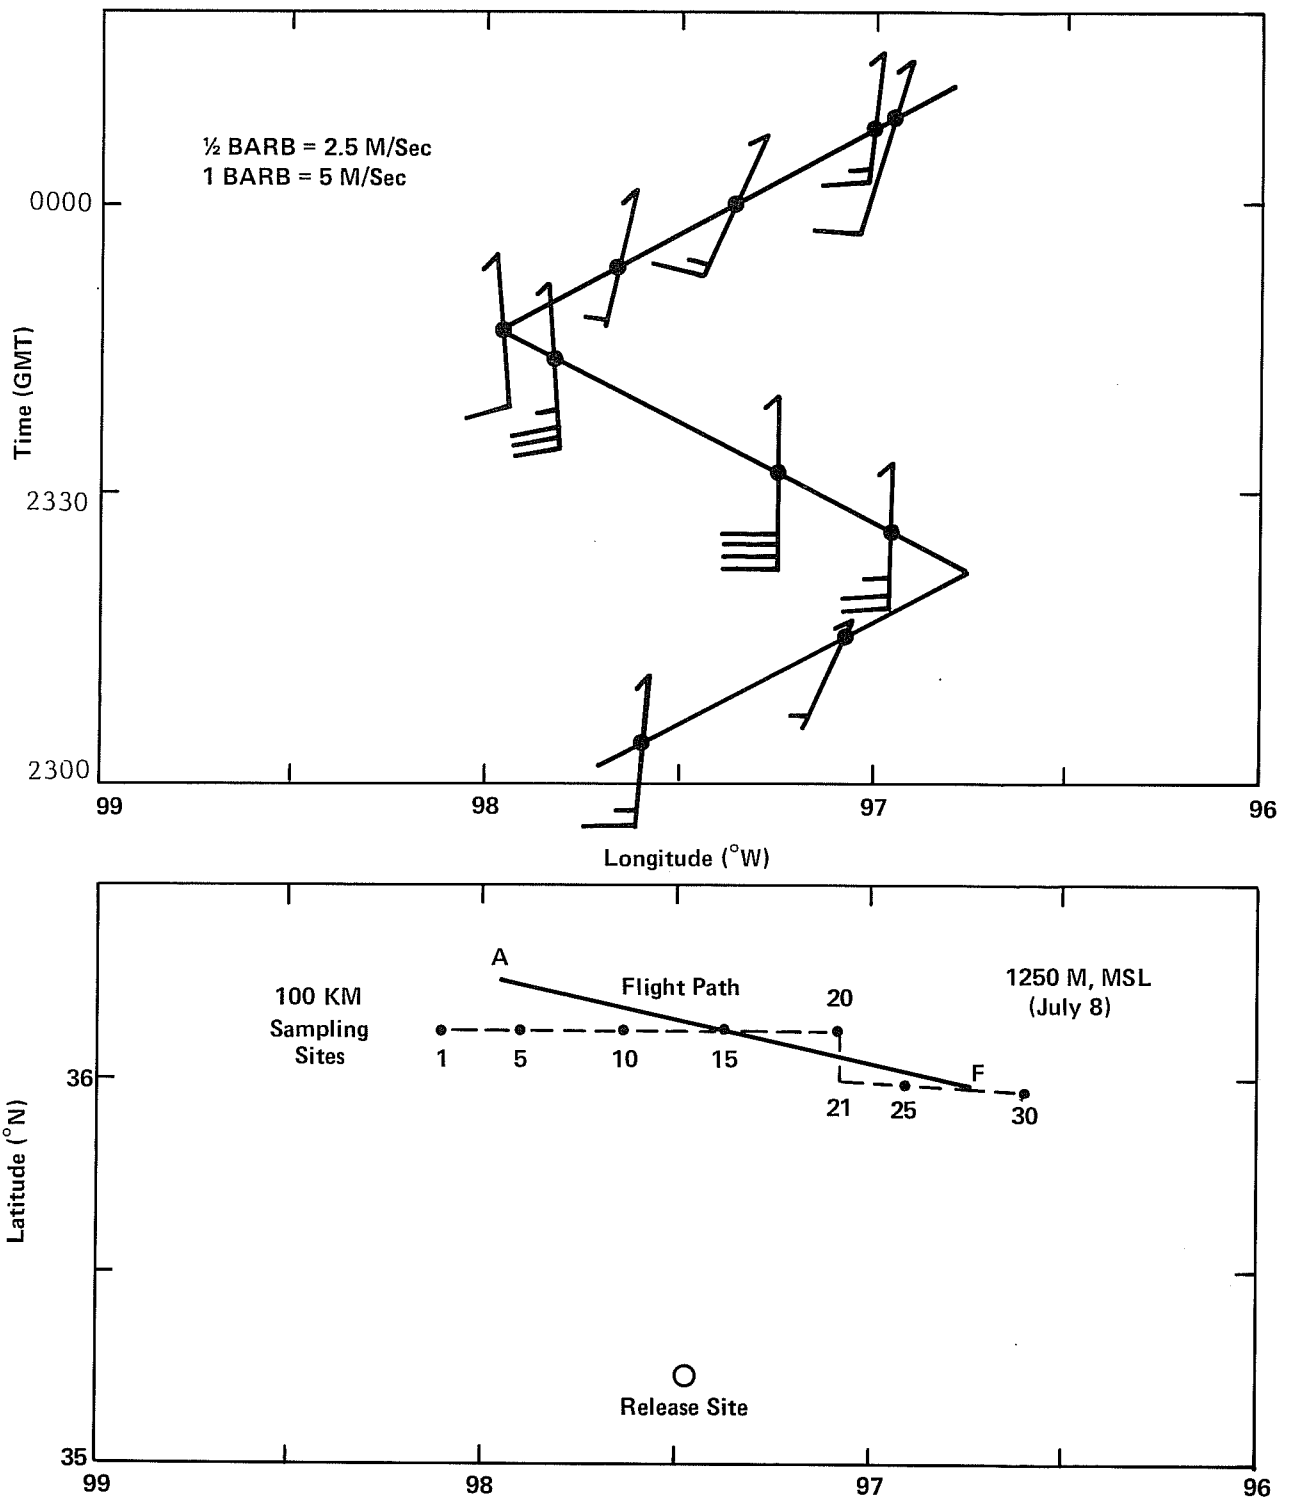 ½ BARB = 2.5 M/Sec
1 BARB = 5 M/Sec
0000
2330
2300
Time (GMT)
99
98
97
96
Longitude (°W)
A
Flight Path
1250 M, MSL
(July 8)
100 KM
Sampling
Sites
20
1
5
10
15
F
21
25
30
36
Latitude (°N)
Release Site
35
99
98
97
96